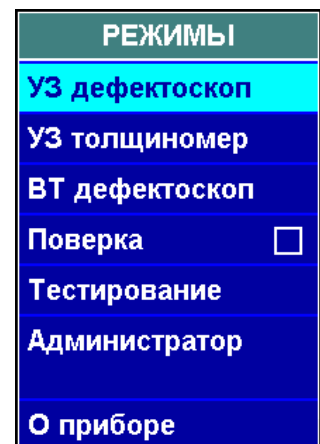 РЕЖИМЫ
УЗ дефектоскоп
УЗ толщиномер
ВТ дефектоскоп
Поверка
Тестирование
Администратор
О приборе